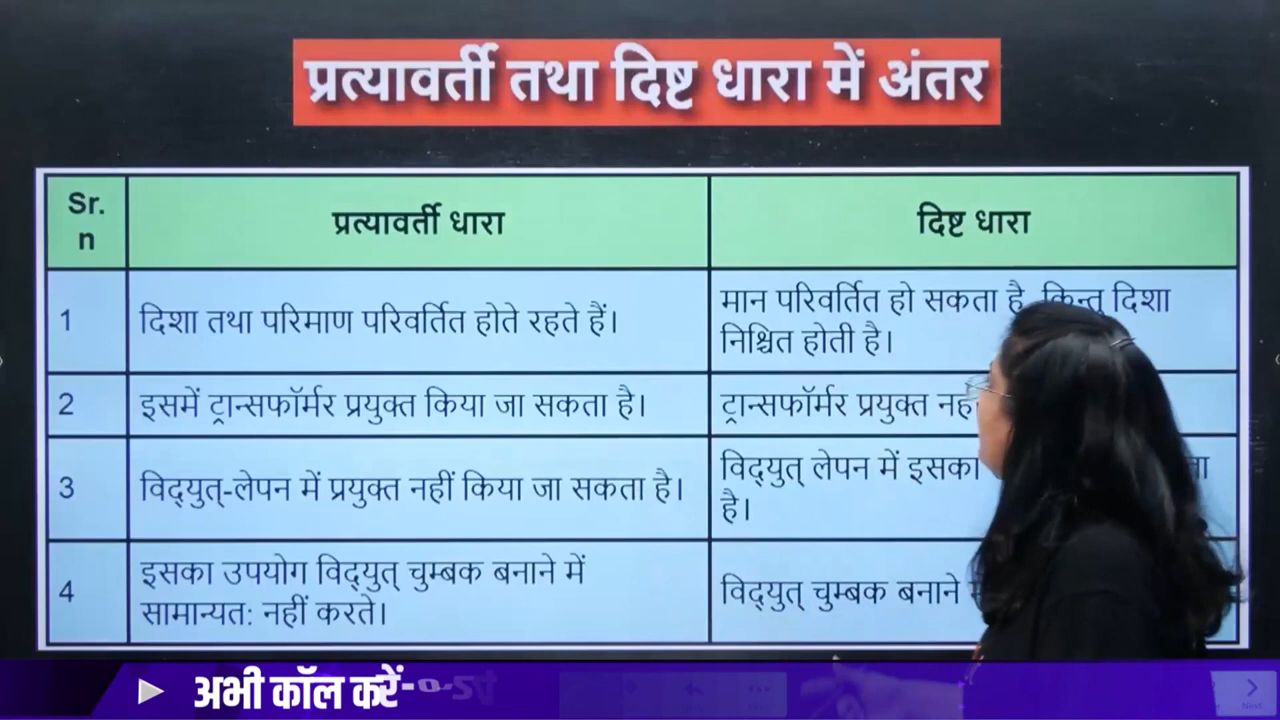 प्रत्यावर्ती तथा दिष्ट धारा में अंतर
Sr.
n
प्रत्यावर्ती धारा
दिष्ट धारा
1
दिशा तथा परिमाण परिवर्तित होते रहते हैं।
मान परिवर्तित हो सकता है किन्तु दिशा
निश्चित होती है।
2
इसमें ट्रान्सफॉर्मर प्रयुक्त किया जा सकता है।
ट्रान्सफॉर्मर प्रयुक्त
3
विद्युत्-लेपन में प्रयुक्त नहीं किया जा सकता है।
विद्युत् लेपन में इसका
है।
4
इसका उपयोग विद्युत् चुम्बक बनाने में
सामान्यत: नहीं करते।
विद्युत् चुम्बक बनाने
अभी कॉल करें
Next